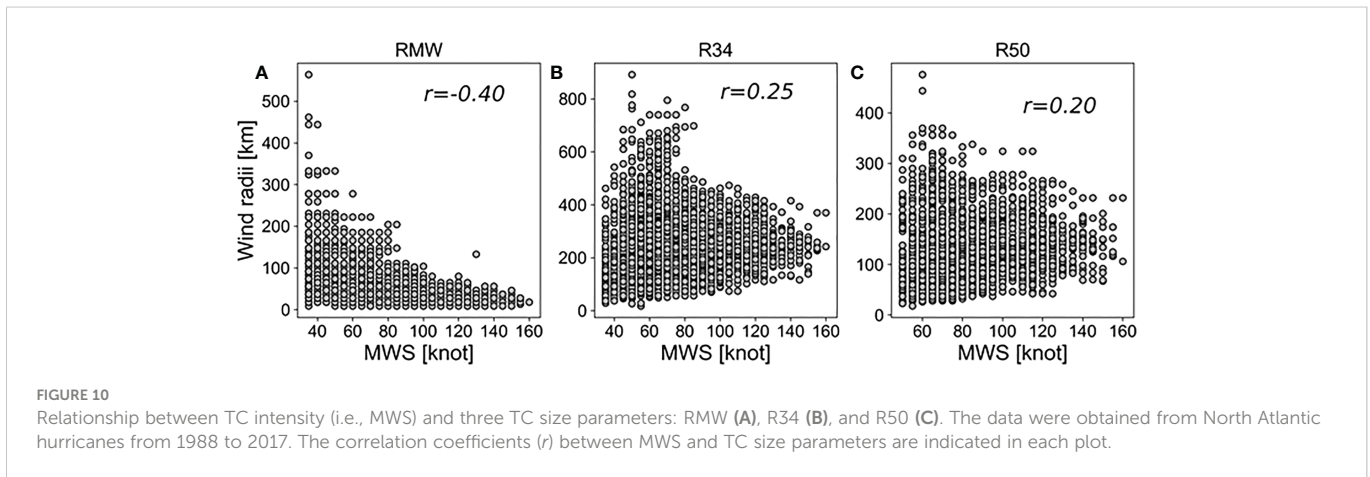 RMW
R34
R50
A
B
C
r=-0.40
r=0.25
r=0.20
Wind radii [km]
500
400
300
200
100
0
800
600
400
200
0
400
300
200
100
0
40 60 80 100 120 140 160
40 60 80 100 120 140 160
60 80 100 120 140 160
MWS [knot]
MWS [knot]
MWS [knot]
FIGURE 10
Relationship between TC intensity (i.e., MWS) and three TC size parameters: RMW (A), R34 (B), and R50 (C). The data were obtained from North Atlantic
hurricanes from 1988 to 2017. The correlation coefficients (r) between MWS and TC size parameters are indicated in each plot.